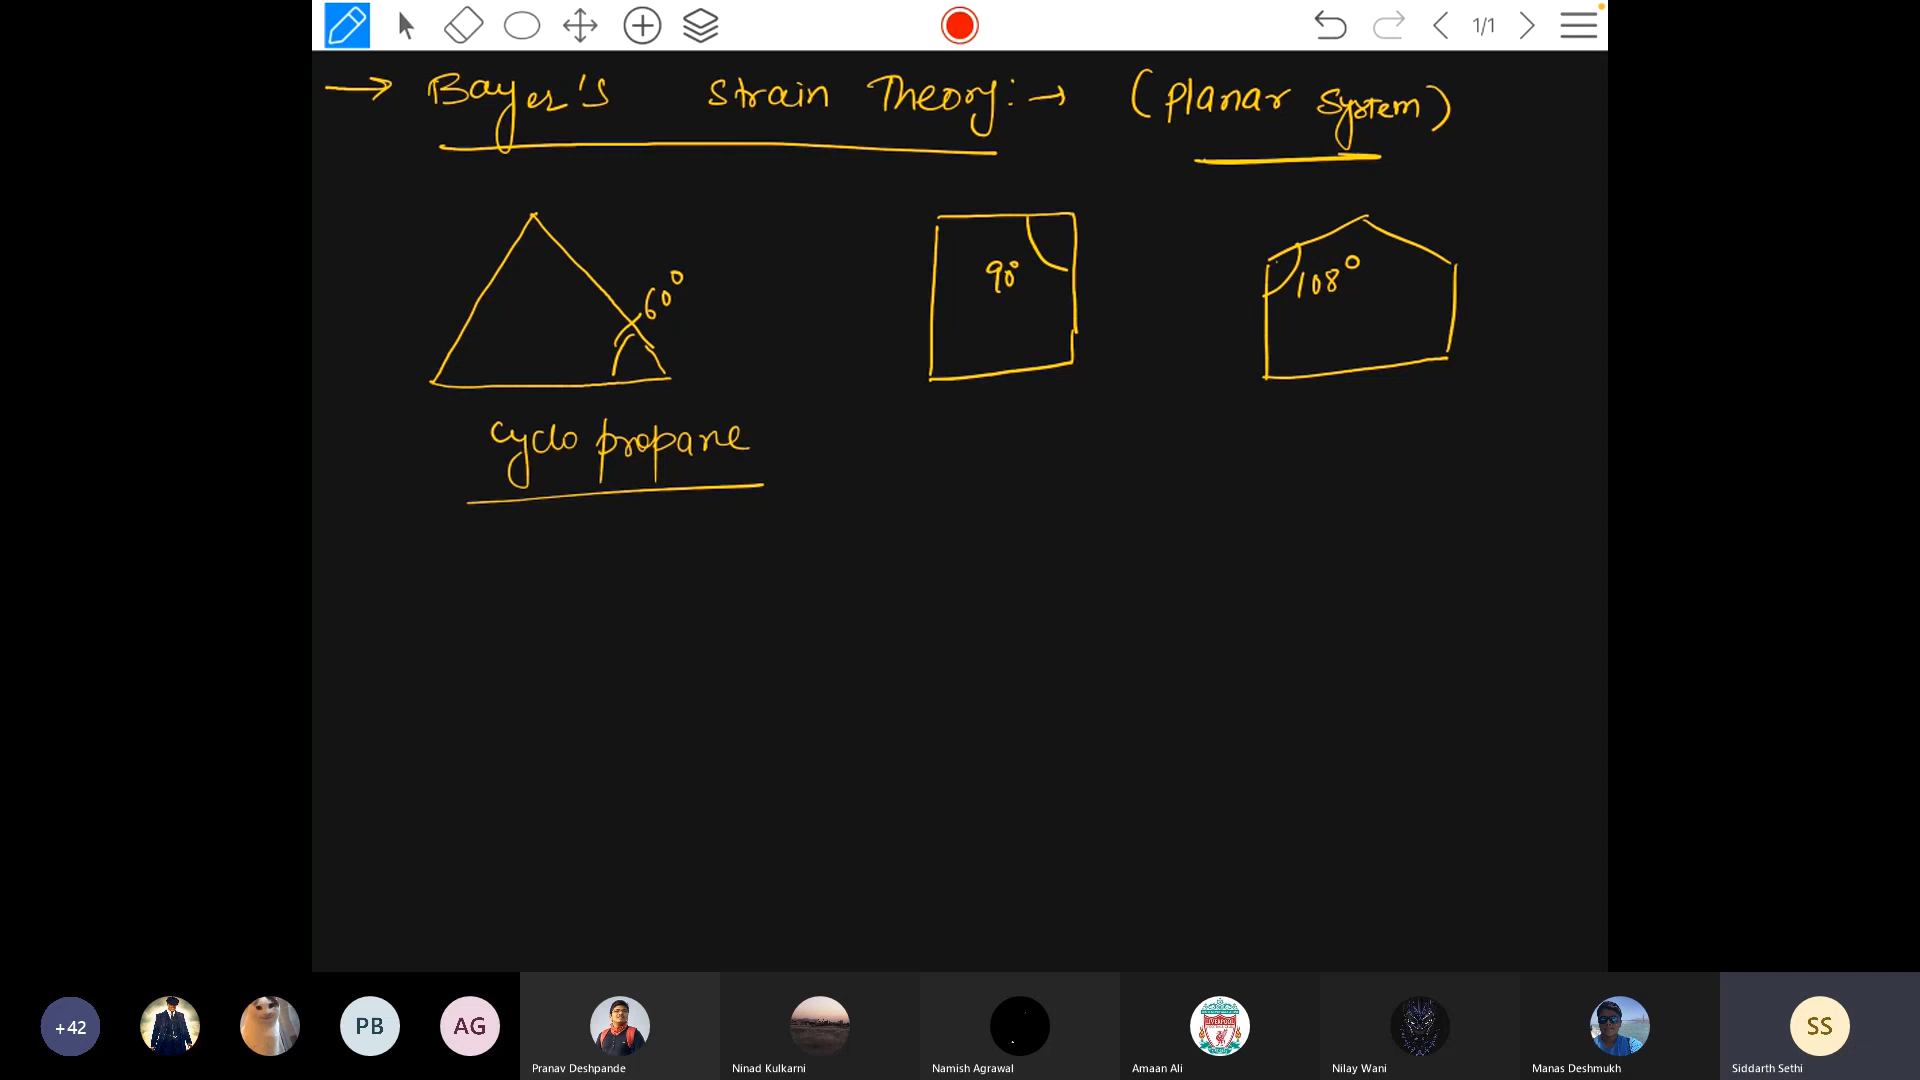 1/1
→ Bayer's strain Theory:→ (planar system)
60°
90°
108°
cyclo propane
+42
PB
AG
LIVERPOOL
SS
Pranav Deshpande
Ninad Kulkarni
Namish Agrawal
Amaan Ali
Nilay Wani
Manas Deshmukh
Siddarth Sethi